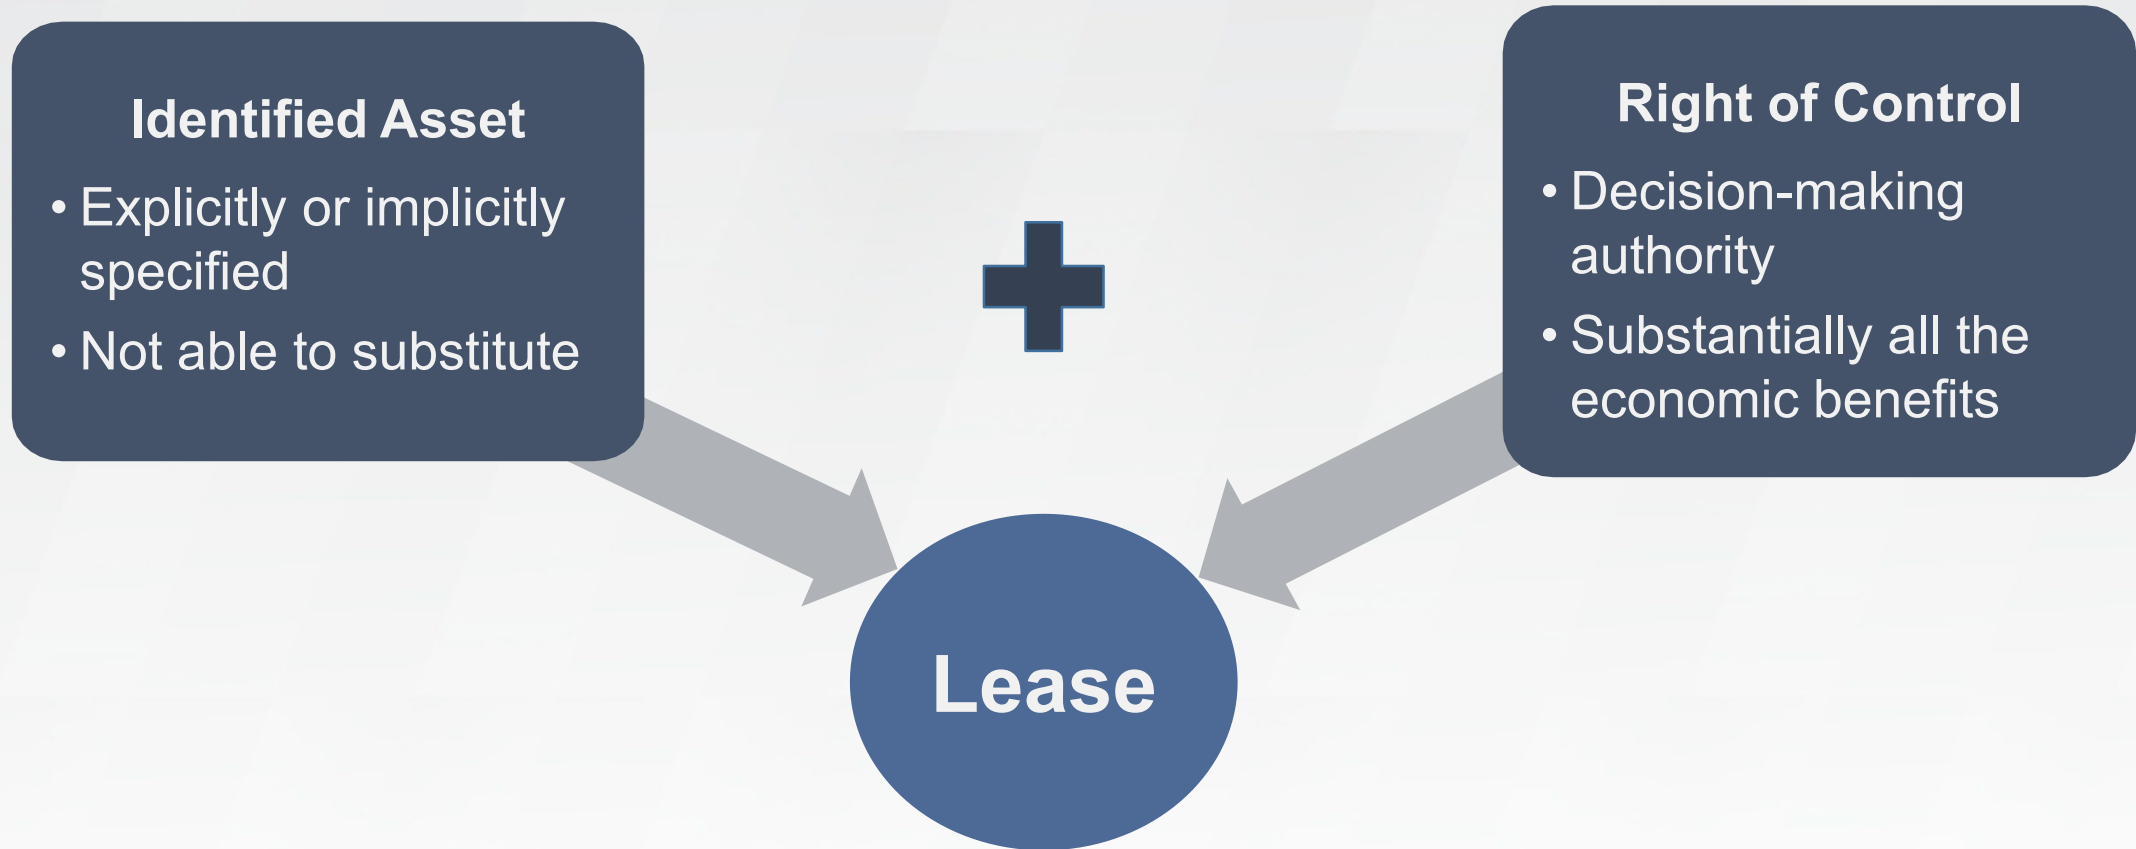 Identified Asset
• Explicitly or implicitly
specified
• Not able to substitute
Right of Control
• Decision-making
authority
• Substantially all the
economic benefits
Lease